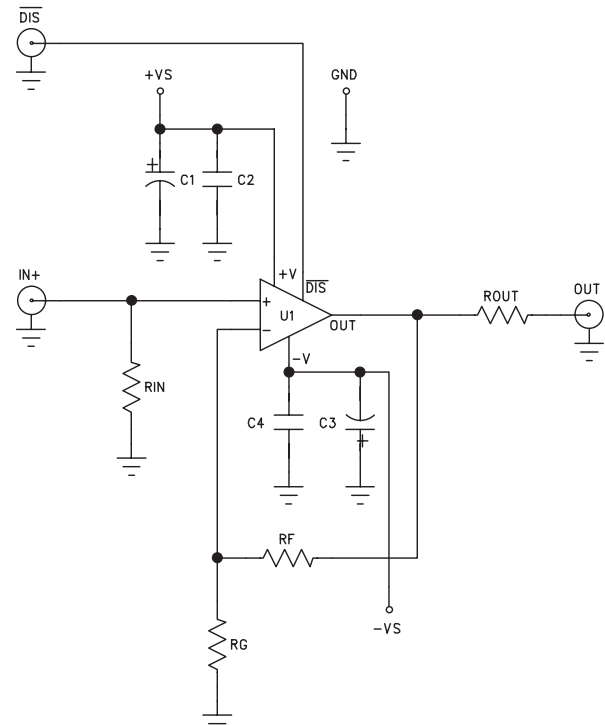 DIS
+VS
GND
+
C1
C2
IN+
+V
DIS
+
U1
OUT
−
−V
ROUT
OUT
RIN
C4
C3
+
RF
−VS
RG